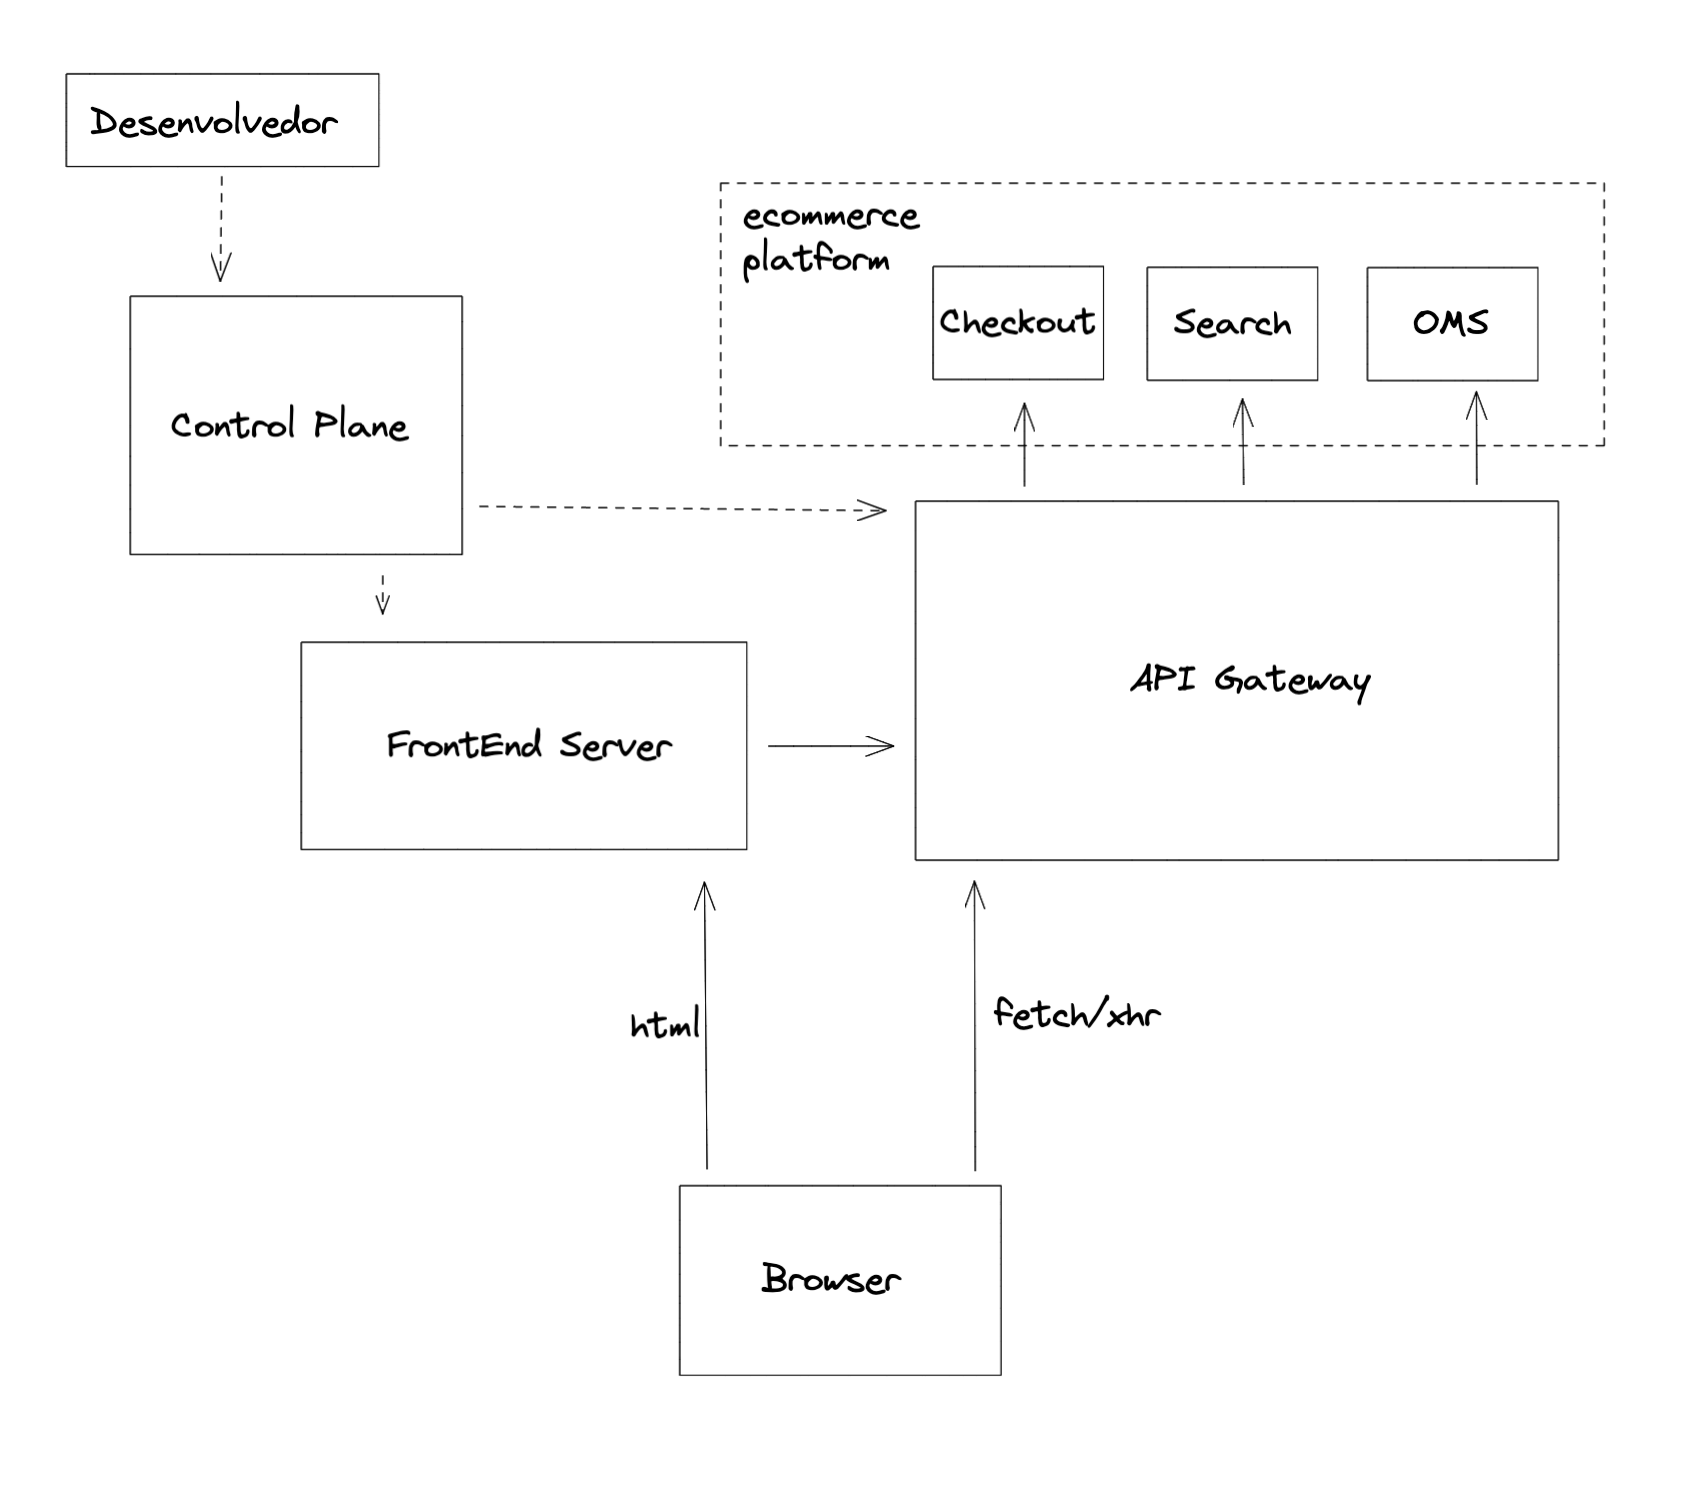 Desenvolvedor
ecommerce
platform
Checkout
Search
OMS
Control Plane
API Gateway
FrontEnd Server
html
fetch/xhr
Browser